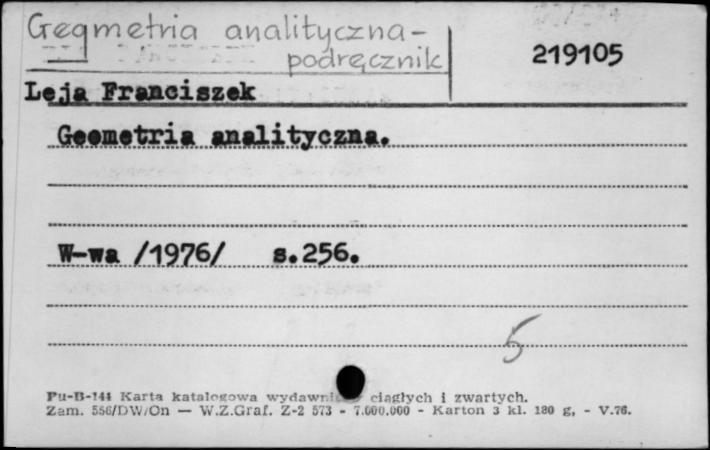 Geometria analityczna-
podręcznik
219105
Leja Franciszek
Geometria analityczna.
W-wa /1976/ s.256.
5
Pu-B-144 Karta katalogowa ciągłych i zwartych.
Zam. 556/DW/On — W.Z.Graf. Z-2 573 - 7.000.000 - Karton 3 kl. 180 g, - V.76.